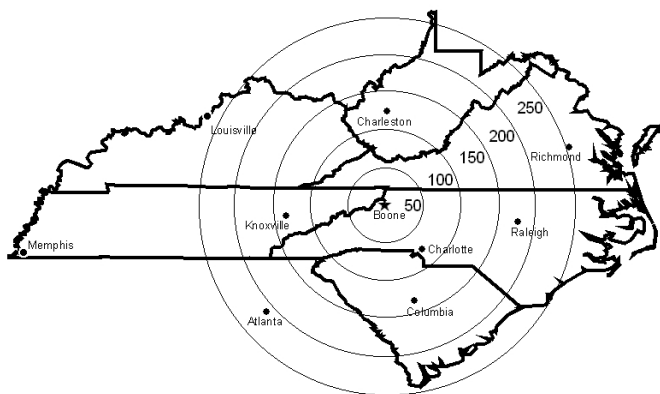 250
Charleston
Louisville
200
150
Richmond
100
50
Boone
Knoxville
Raleigh
Memphis
Charlotte
Columbia
Atlanta